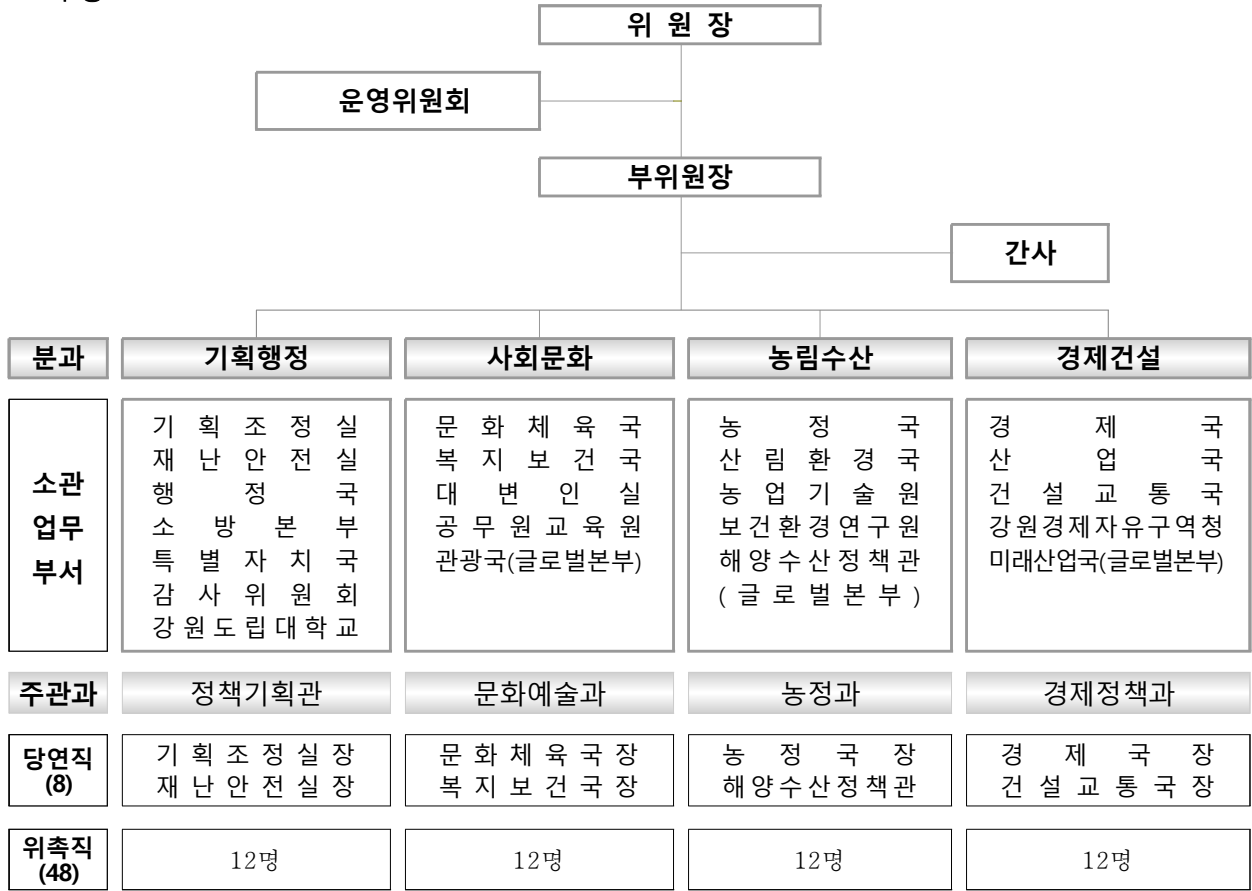 위 원 장
운영위원회
부위원장
간사
분과 기획행정 사회문화 농림수산 경제건설
소관
업무
부서
기 획 조 정 실
재 난 안 전 실
행 정 국
소 방 본 부
특 별 자 치 국
감 사 위 원 회
강 원 도 립 대 학 교
문 화 체 육 국
복 지 보 건 국
대 변 인 실
공 무 원 교 육 원
관광국(글로벌본부)
농 정 국
산 림 환 경 국
농 업 기 술 원
보건환경연구원
해양수산정책관
( 글 로 벌 본 부 )
경 제 국
산 업 국
건 설 교 통 국
강원경제자유구역청
미래산업국(글로벌본부)
주관과 정책기획관 문화예술과 농정과 경제정책과
당연직
(8)
기 획 조 정 실 장
재 난 안 전 실 장
문 화 체 육 국 장
복 지 보 건 국 장
농 정 국 장
해양수산정책관
경 제 국 장
건 설 교 통 국 장
위촉직
(48)
12명 12명 12명 12명